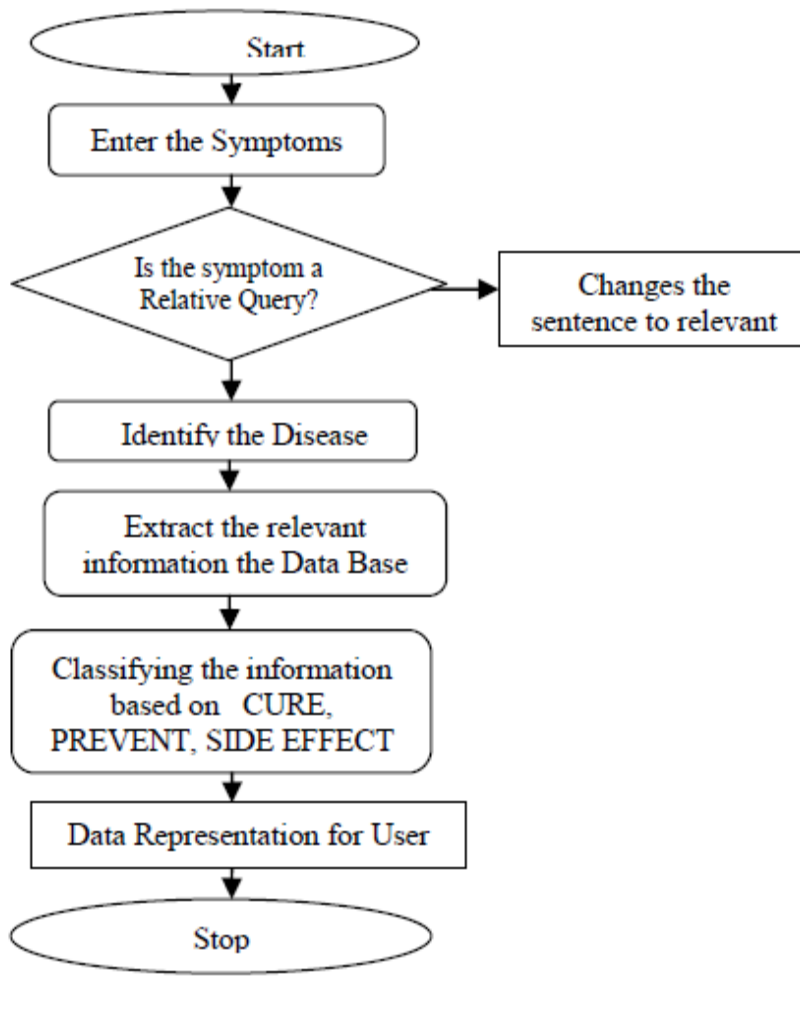 Start
Enter the Symptoms
Is the symptom a
Relative Query?
Changes the
sentence to relevant
Identify the Disease
Extract the relevant
information the Data Base
Classifying the information
based on CURE,
PREVENT, SIDE EFFECT
Data Representation for User
Stop